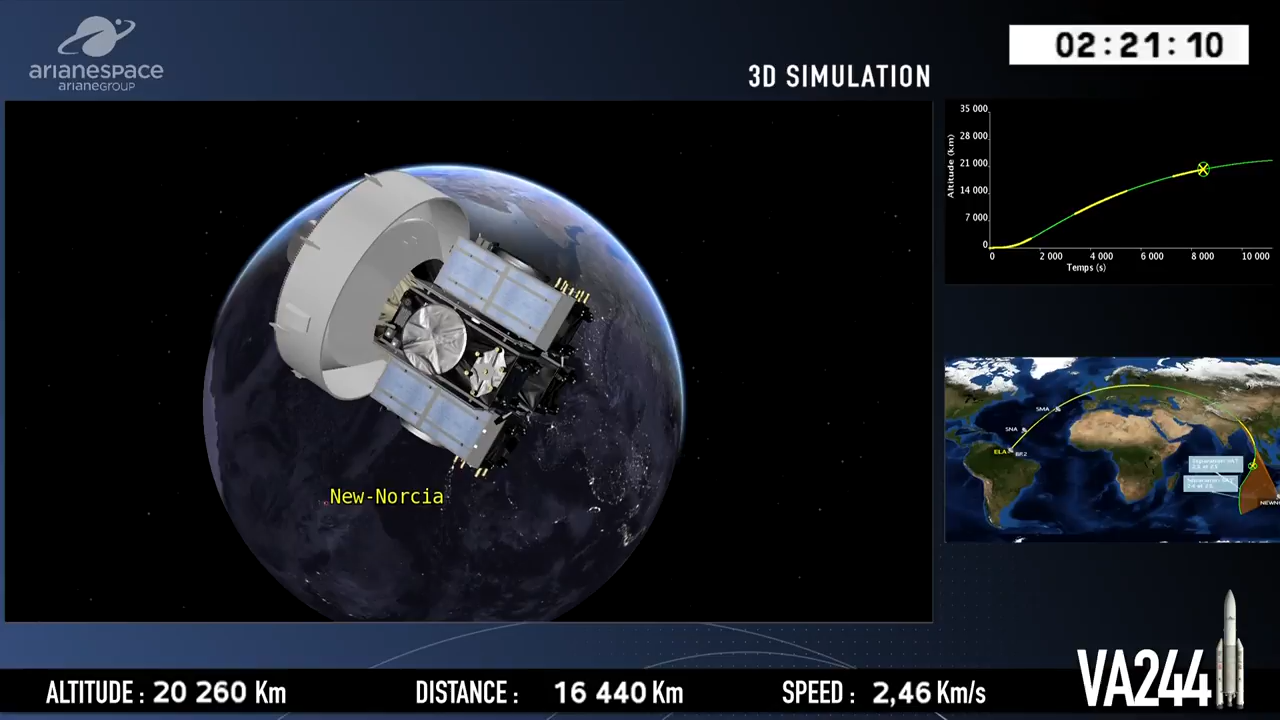 arianespace
arianeGROUP
3D SIMULATION
02:21:10
35 000
28 000
21 000
14 000
7 000
0
Altitude (km)
0 2 000 4 000 6 000 8 000 10 000
Temps (s)
New-Norcia
SMA
SNA
ELA BR2
NEWN
ALTITUDE : 20 260 Km
DISTANCE : 16 440 Km
SPEED : 2,46 Km/s
VA244